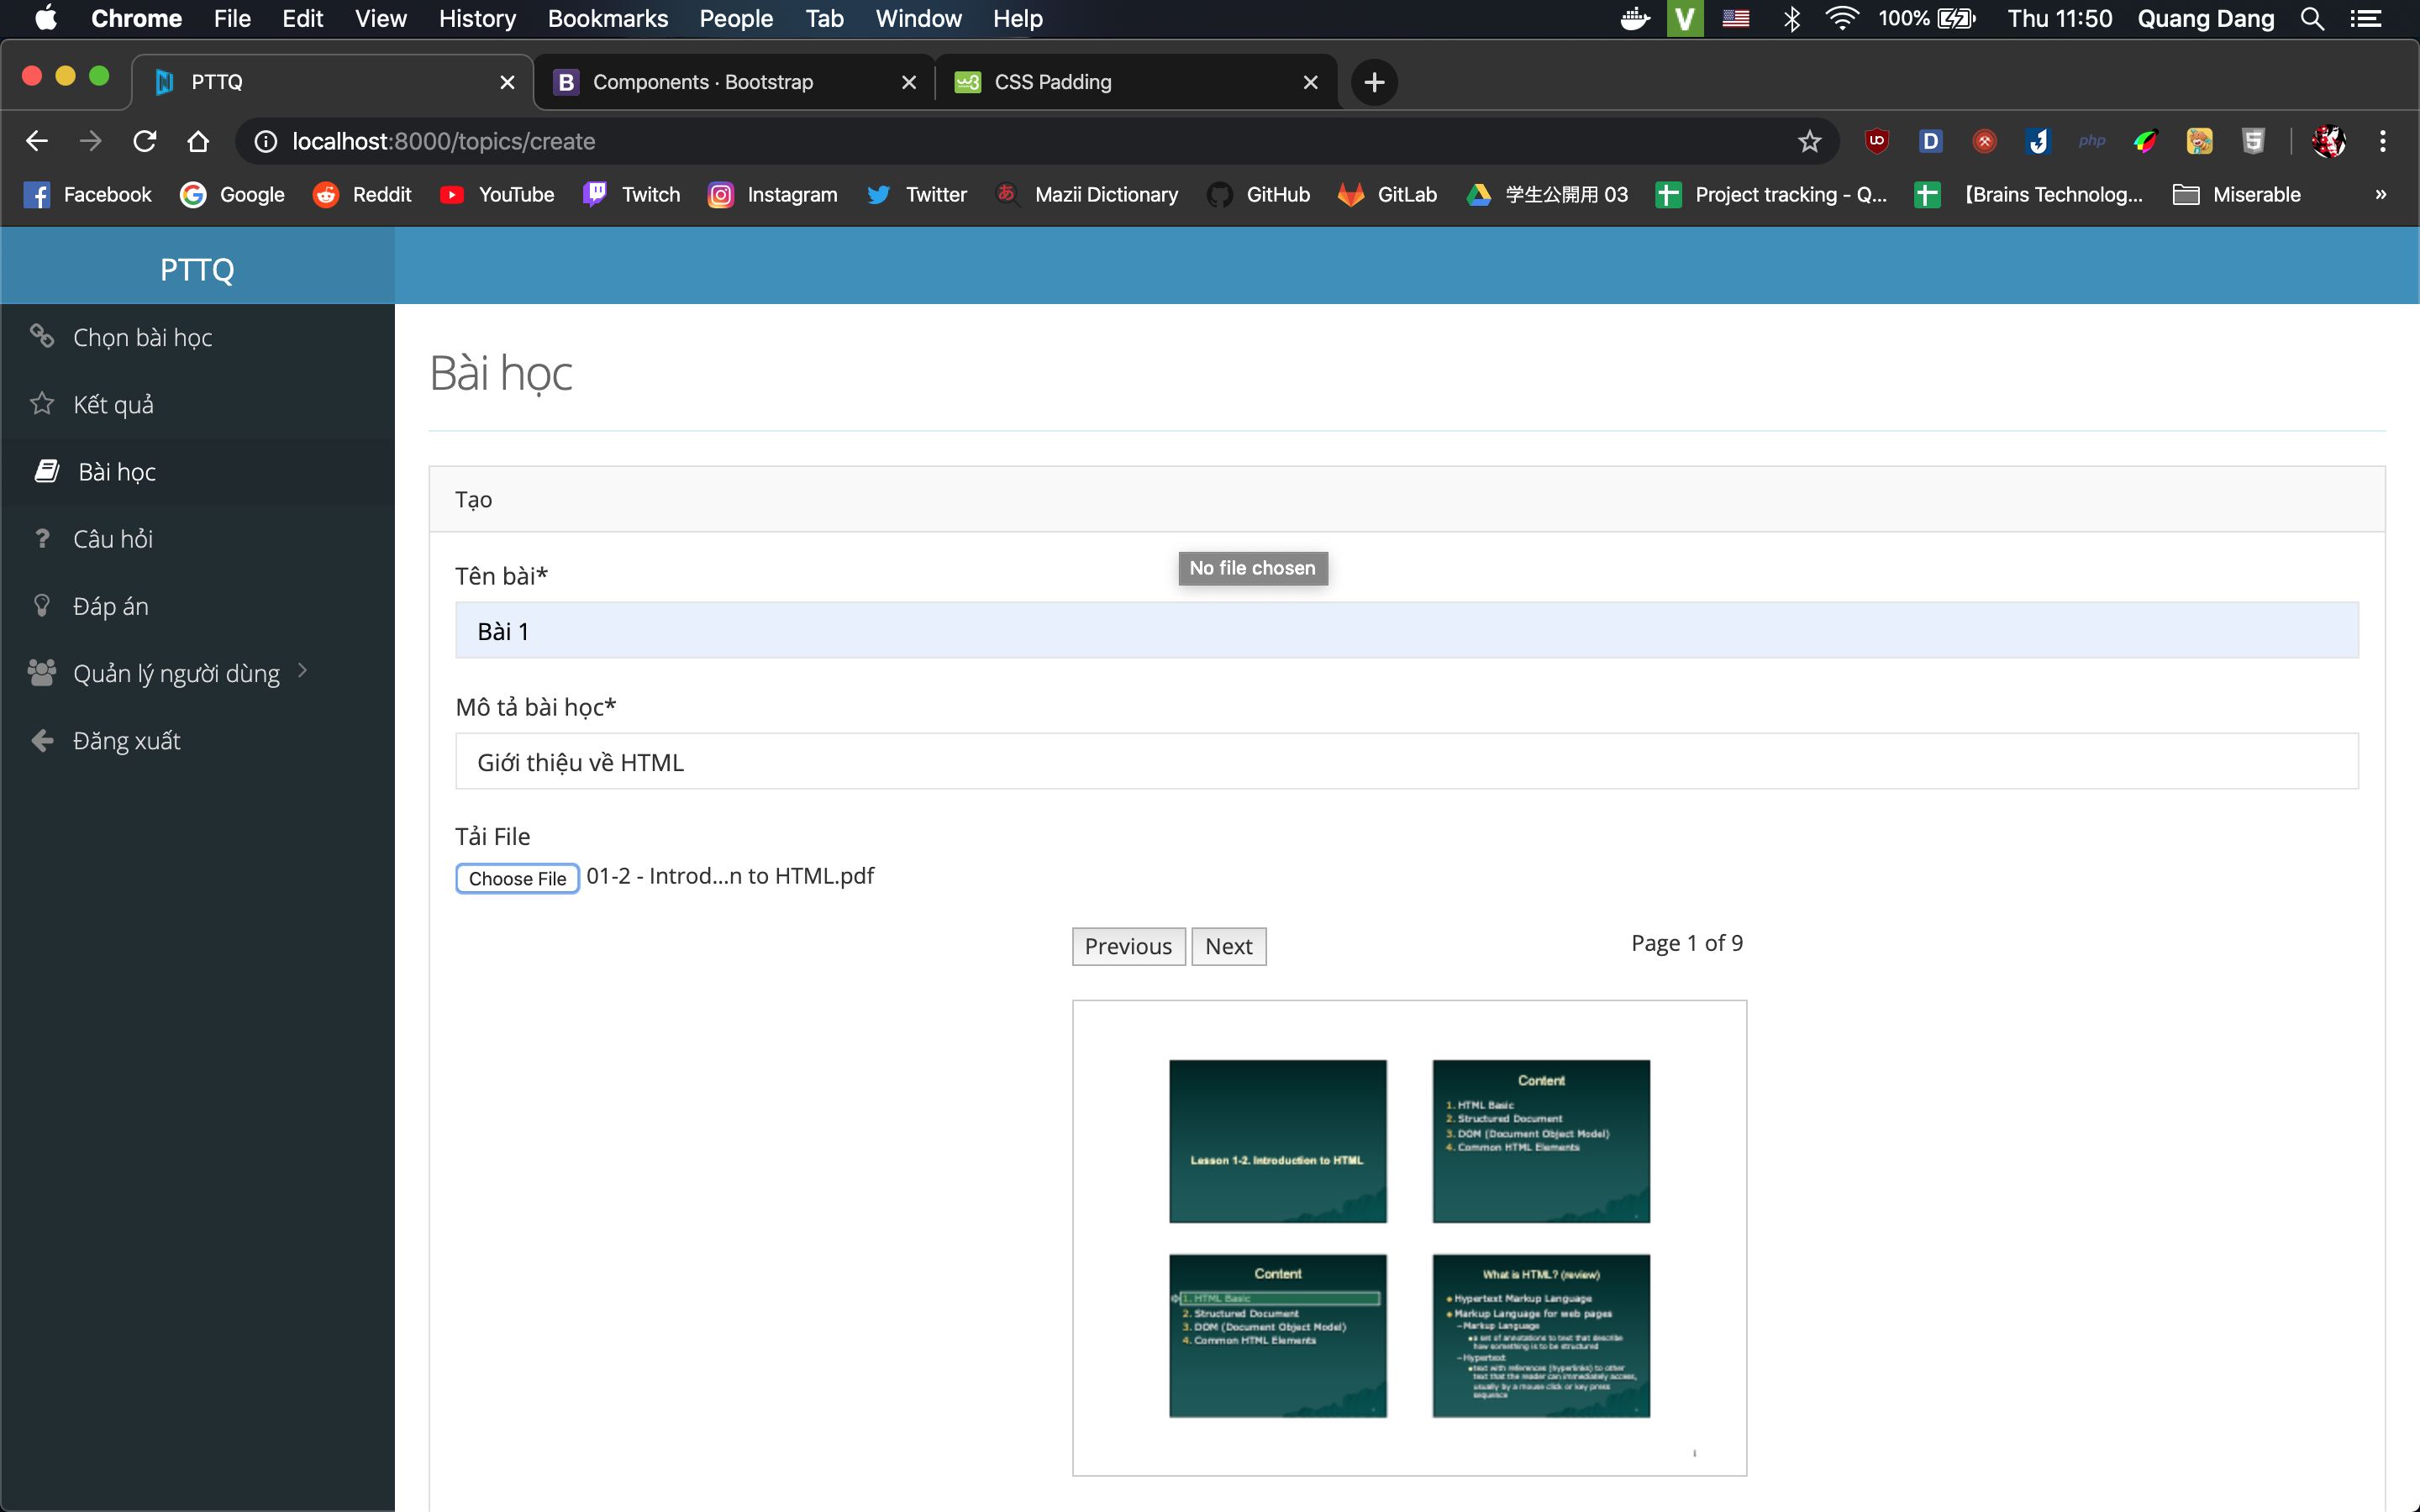 Chrome File Edit View History Bookmarks People Tab Window Help 100% Thu 11:50 Quang Dang
PTTQ Components · Bootstrap CSS Padding
localhost:8000/topics/create
Facebook Google Reddit YouTube Twitch Instagram Twitter Mazii Dictionary GitHub GitLab 学生公開用 03 Project tracking - Q... 【Brains Technolog... Miserable »
PTTQ
Chọn bài học
Kết quả
Bài học
Câu hỏi
Đáp án
Quản lý người dùng
Đăng xuất
Bài học
Tạo
No file chosen
Tên bài*
Bài 1
Mô tả bài học*
Giới thiệu về HTML
Tải File
Choose File 01-2 - Introd...n to HTML.pdf
Previous Next Page 1 of 9
Lesson 1-2. Introduction to HTML
Content
1. HTML Basic
2. Structured Document
3. DOM (Document Object Model)
4. Common HTML Elements
Content
1. HTML Basic
2. Structured Document
3. DOM (Document Object Model)
4. Common HTML Elements
What is HTML? (review)
Hypertext Markup Language
Markup Language for web pages
–Markup Language
a set of annotations to text that describe
how something is to be structured
–Hypertext
text with references (hyperlinks) to other
text that the reader can immediately access,
usually by a mouse click or key press
sequence